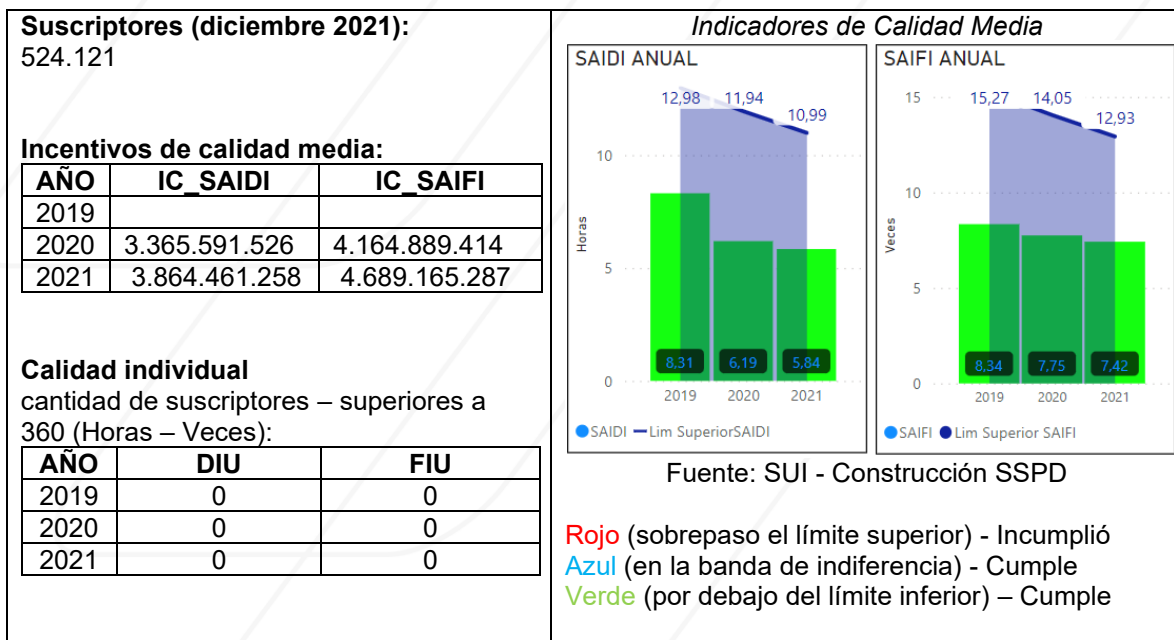 Suscriptores (diciembre 2021):
524.121
Incentivos de calidad media:
AÑO IC_SAIDI IC_SAIFI
2019
2020 3.365.591.526 4.164.889.414
2021 3.864.461.258 4.689.165.287
Calidad individual
cantidad de suscriptores – superiores a
360 (Horas – Veces):
AÑO DIU FIU
2019 0 0
2020 0 0
2021 0 0
Indicadores de Calidad Media
SAIDI ANUAL
12,98 11,94
10,99
10
Horas
5
8,31 6,19 5,84
0
2019 2020 2021
SAIDI Lim SuperiorSAIDI
SAIFI ANUAL
15 15,27 14,05
12,93
10
Veces
5
8,34 7,75 7,42
0
2019 2020 2021
SAIFI Lim Superior SAIFI
Fuente: SUI - Construcción SSPD
Rojo (sobrepaso el límite superior) - Incumplió
Azul (en la banda de indiferencia) - Cumple
Verde (por debajo del límite inferior) – Cumple